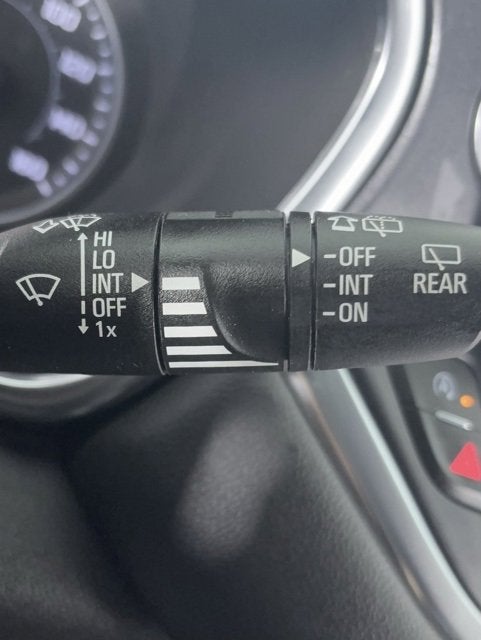 HI
LO
INT
OFF
1x
-OFF
-INT
-ON
REAR